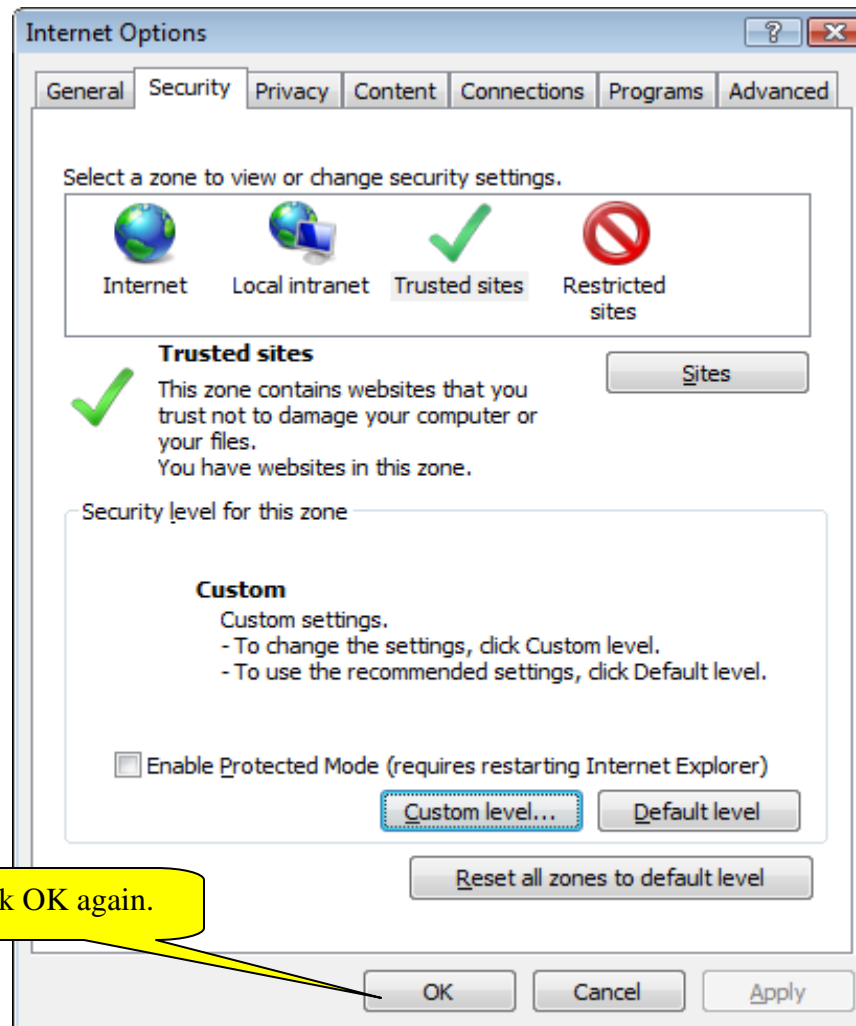 Internet Options
General Security Privacy Content Connections Programs Advanced
Select a zone to view or change security settings.
Internet Local intranet Trusted sites Restricted
sites
Trusted sites
Sites
This zone contains websites that you
trust not to damage your computer or
your files.
You have websites in this zone.
Security level for this zone
Custom
Custom settings.
- To change the settings, click Custom level.
- To use the recommended settings, click Default level.
Enable Protected Mode (requires restarting Internet Explorer)
Custom level... Default level
Reset all zones to default level
OK again.
OK Cancel Apply